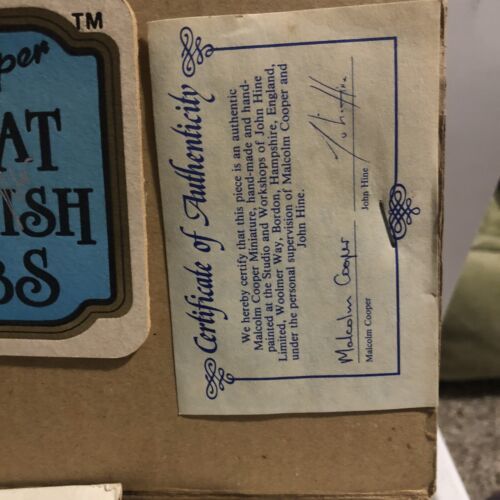 TM
per
AT
ISH
BS
Certificate of Authenticity
We hereby certify that this piece is an authentic
Malcolm Cooper Miniature, hand-made and hand-
painted at the Studio and Workshops of John Hine
Limited, Woolmer Way, Bordon, Hampshire, England,
under the personal supervision of Malcolm Cooper and
John Hine.
Malcolm Cooper
Malcolm Cooper
John Hine
John Hine